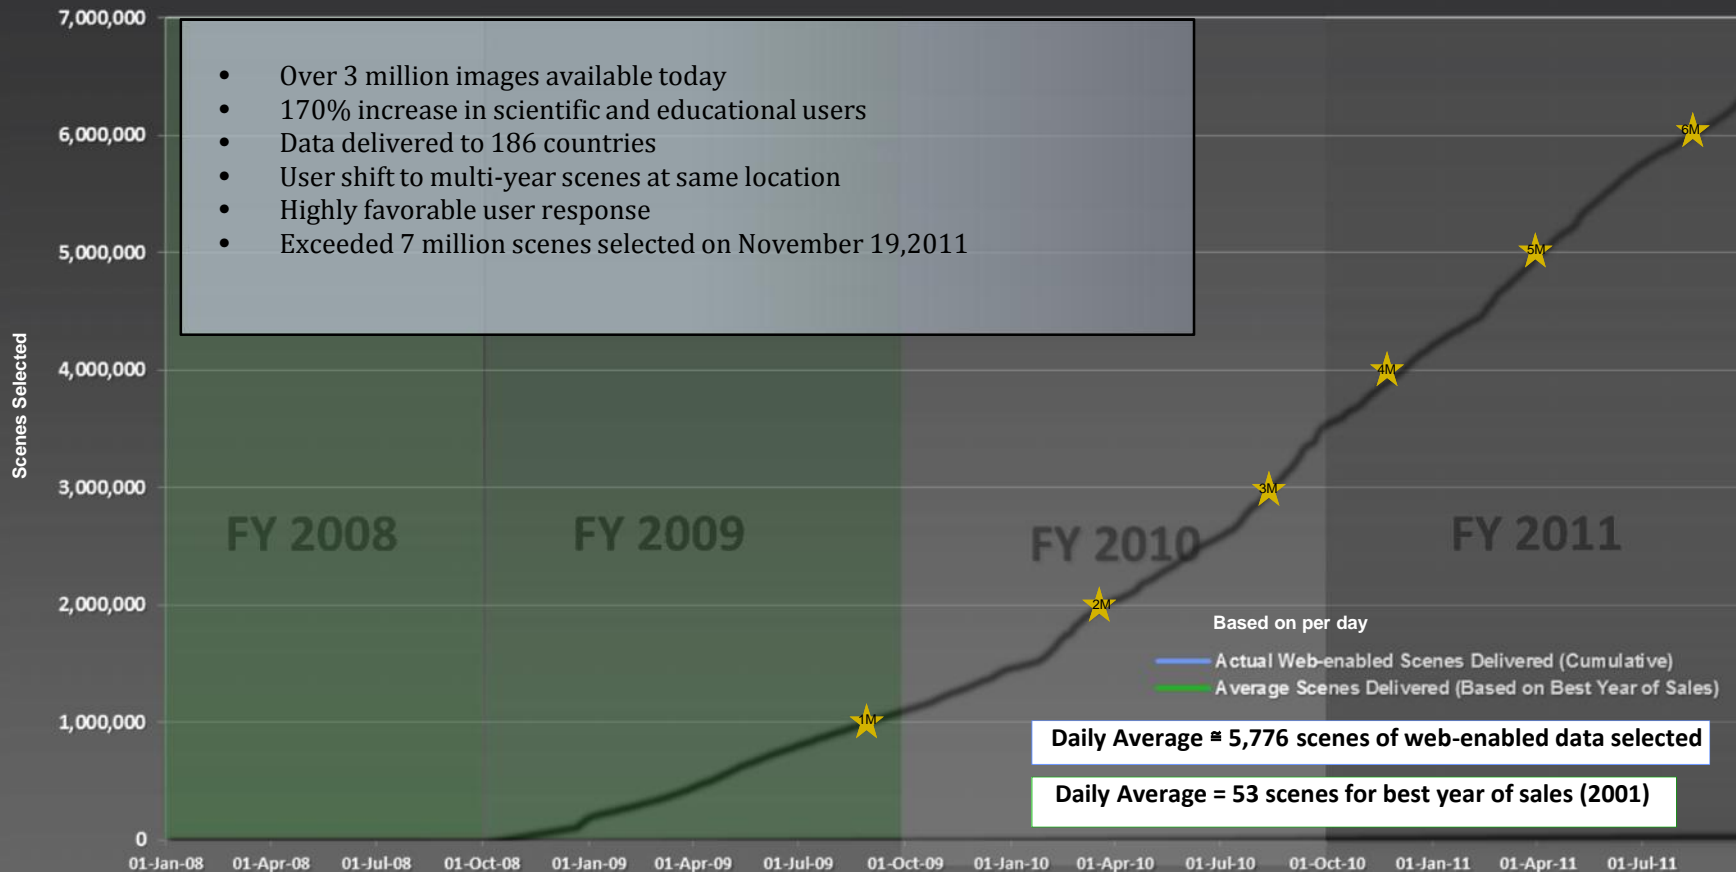 7,000,000
6,000,000
5,000,000
4,000,000
3,000,000
2,000,000
1,000,000
0
Scenes Selected
• Over 3 million images available today
• 170% increase in scientific and educational users
• Data delivered to 186 countries
• User shift to multi-year scenes at same location
• Highly favorable user response
• Exceeded 7 million scenes selected on November 19,2011
6M
5M
4M
3M
2M
1M
FY 2008
FY 2009
FY 2010
FY 2011
Based on per day
Actual Web-enabled Scenes Delivered (Cumulative)
Average Scenes Delivered (Based on Best Year of Sales)
Daily Average ≅ 5,776 scenes of web-enabled data selected
Daily Average = 53 scenes for best year of sales (2001)
01-Jan-08 01-Apr-08 01-Jul-08 01-Oct-08 01-Jan-09 01-Apr-09 01-Jul-09 01-Oct-09 01-Jan-10 01-Apr-10 01-Jul-10 01-Oct-10 01-Jan-11 01-Apr-11 01-Jul-11